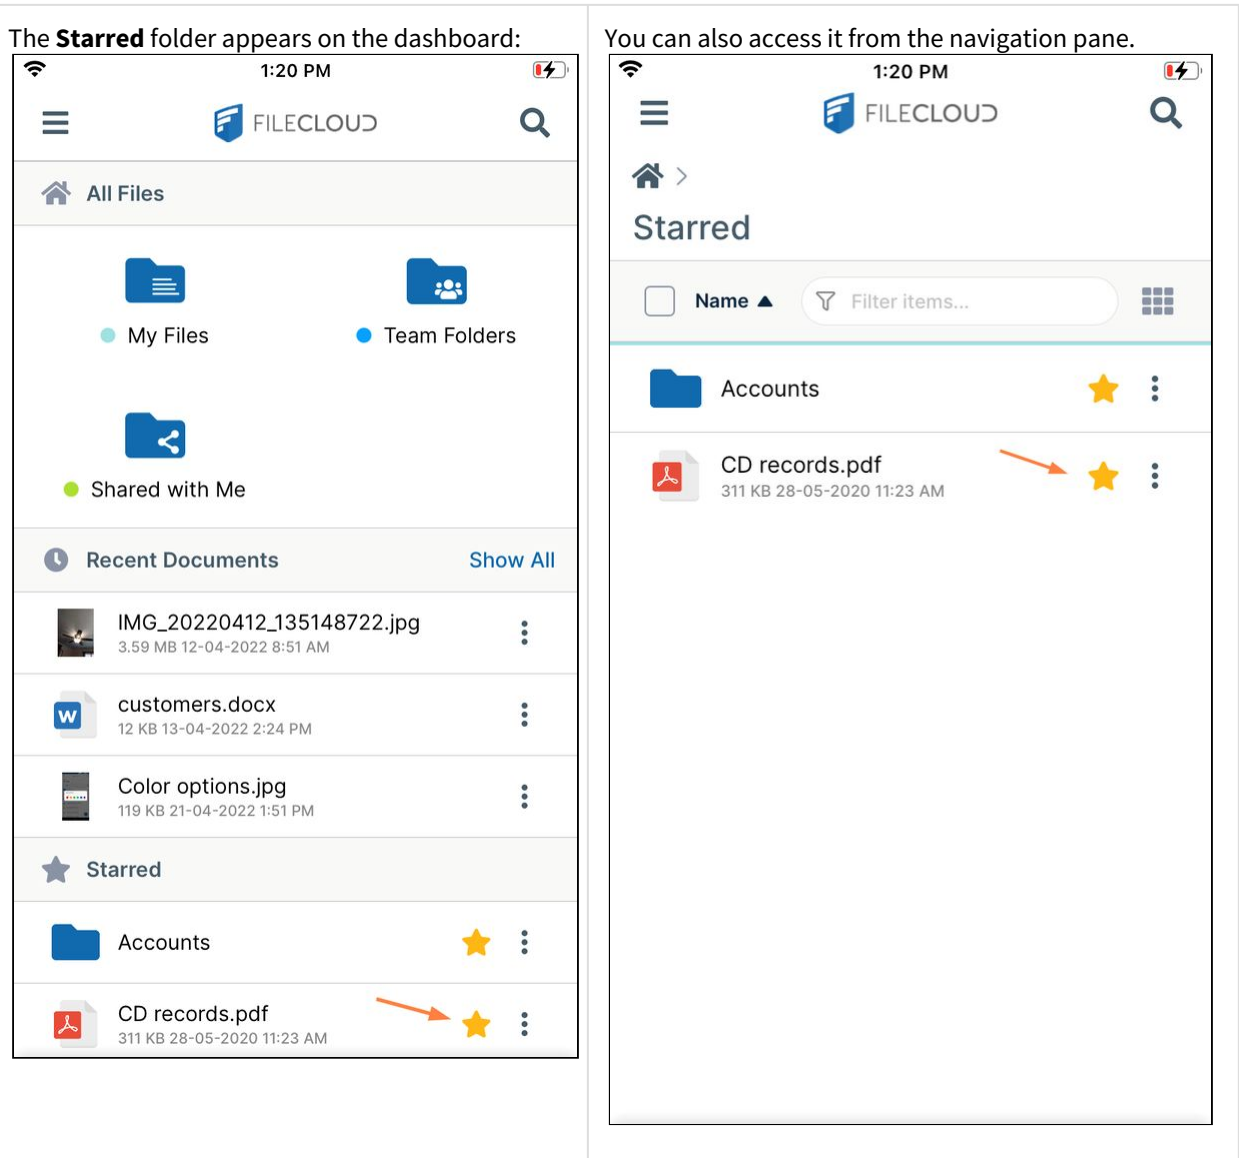 The Starred folder appears on the dashboard:
1:20 PM
FILECLOUD
All Files
My Files
Team Folders
Shared with Me
Recent Documents
Show All
IMG_20220412_135148722.jpg
3.59 MB 12-04-2022 8:51 AM
W
customers.docx
12 KB 13-04-2022 2:24 PM
Color options.jpg
119 KB 21-04-2022 1:51 PM
Starred
Accounts
CD records.pdf
311 KB 28-05-2020 11:23 AM
You can also access it from the navigation pane.
1:20 PM
FILECLOUD
Starred
Name
Filter items...
Accounts
CD records.pdf
311 KB 28-05-2020 11:23 AM